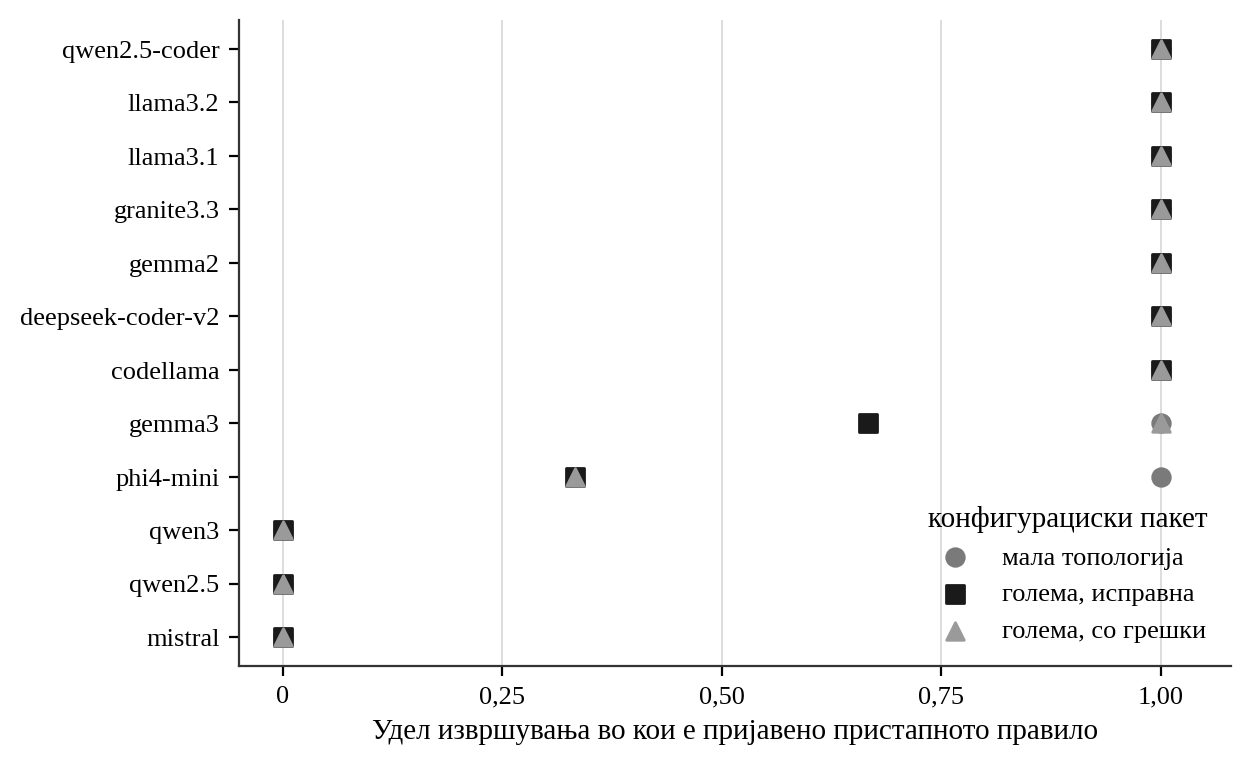 qwen2.5-coder
llama3.2
llama3.1
granite3.3
gemma2
deepseek-coder-v2
codellama
gemma3
phi4-mini
qwen3
qwen2.5
mistral
конфигурациски пакет
мала топологија
голема, исправна
голема, со грешки
0 0,25 0,50 0,75 1,00
Удел извршувања во кои е пријавено пристапното правило